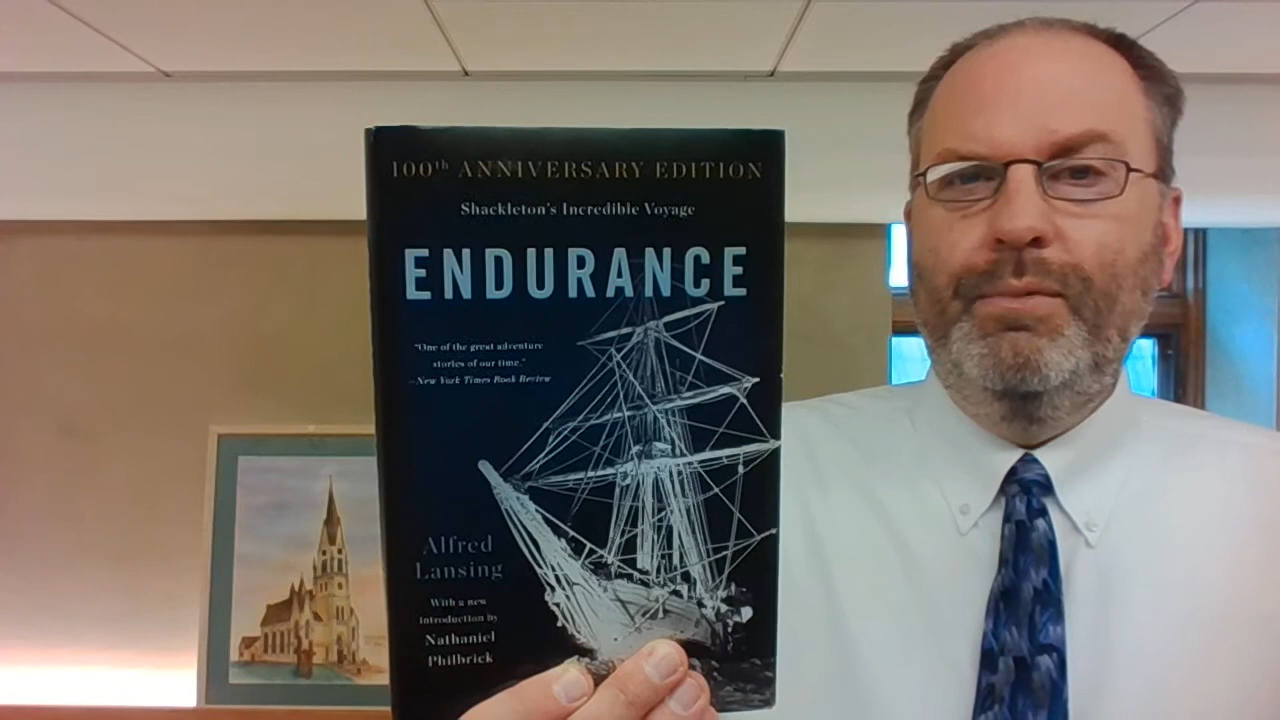 100th ANNIVERSARY EDITION
Shackleton's Incredible Voyage
ENDURANCE
"One of the great adventure
stories of our time."
—New York Times Book Review
Alfred
Lansing
With a new
introduction by
Nathaniel
Philbrick